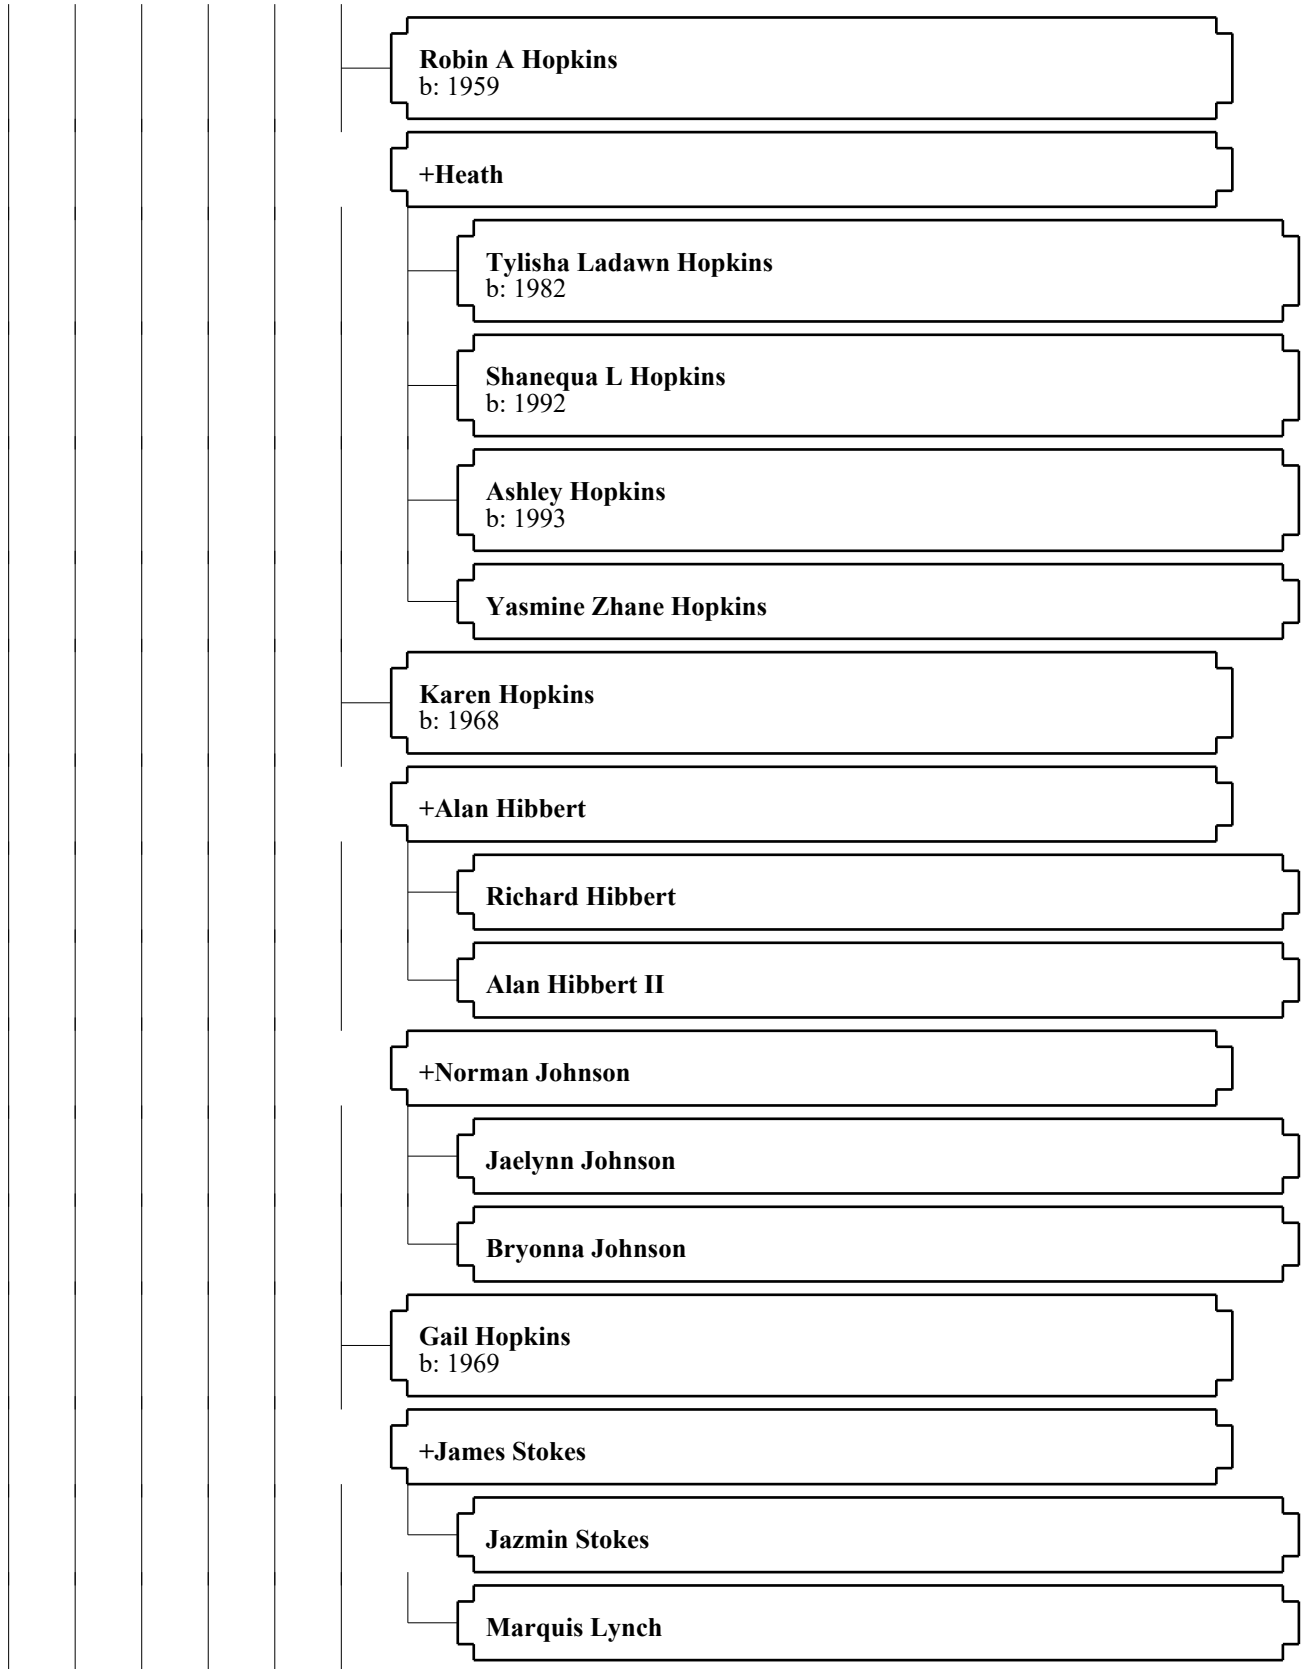 Robin A Hopkins
b: 1959
+Heath
Tylisha Ladawn Hopkins
b: 1982
Shanequa L Hopkins
b: 1992
Ashley Hopkins
b: 1993
Yasmine Zhane Hopkins
Karen Hopkins
b: 1968
+Alan Hibbert
Richard Hibbert
Alan Hibbert II
+Norman Johnson
Jaelynn Johnson
Bryonna Johnson
Gail Hopkins
b: 1969
+James Stokes
Jazmin Stokes
Marquis Lynch